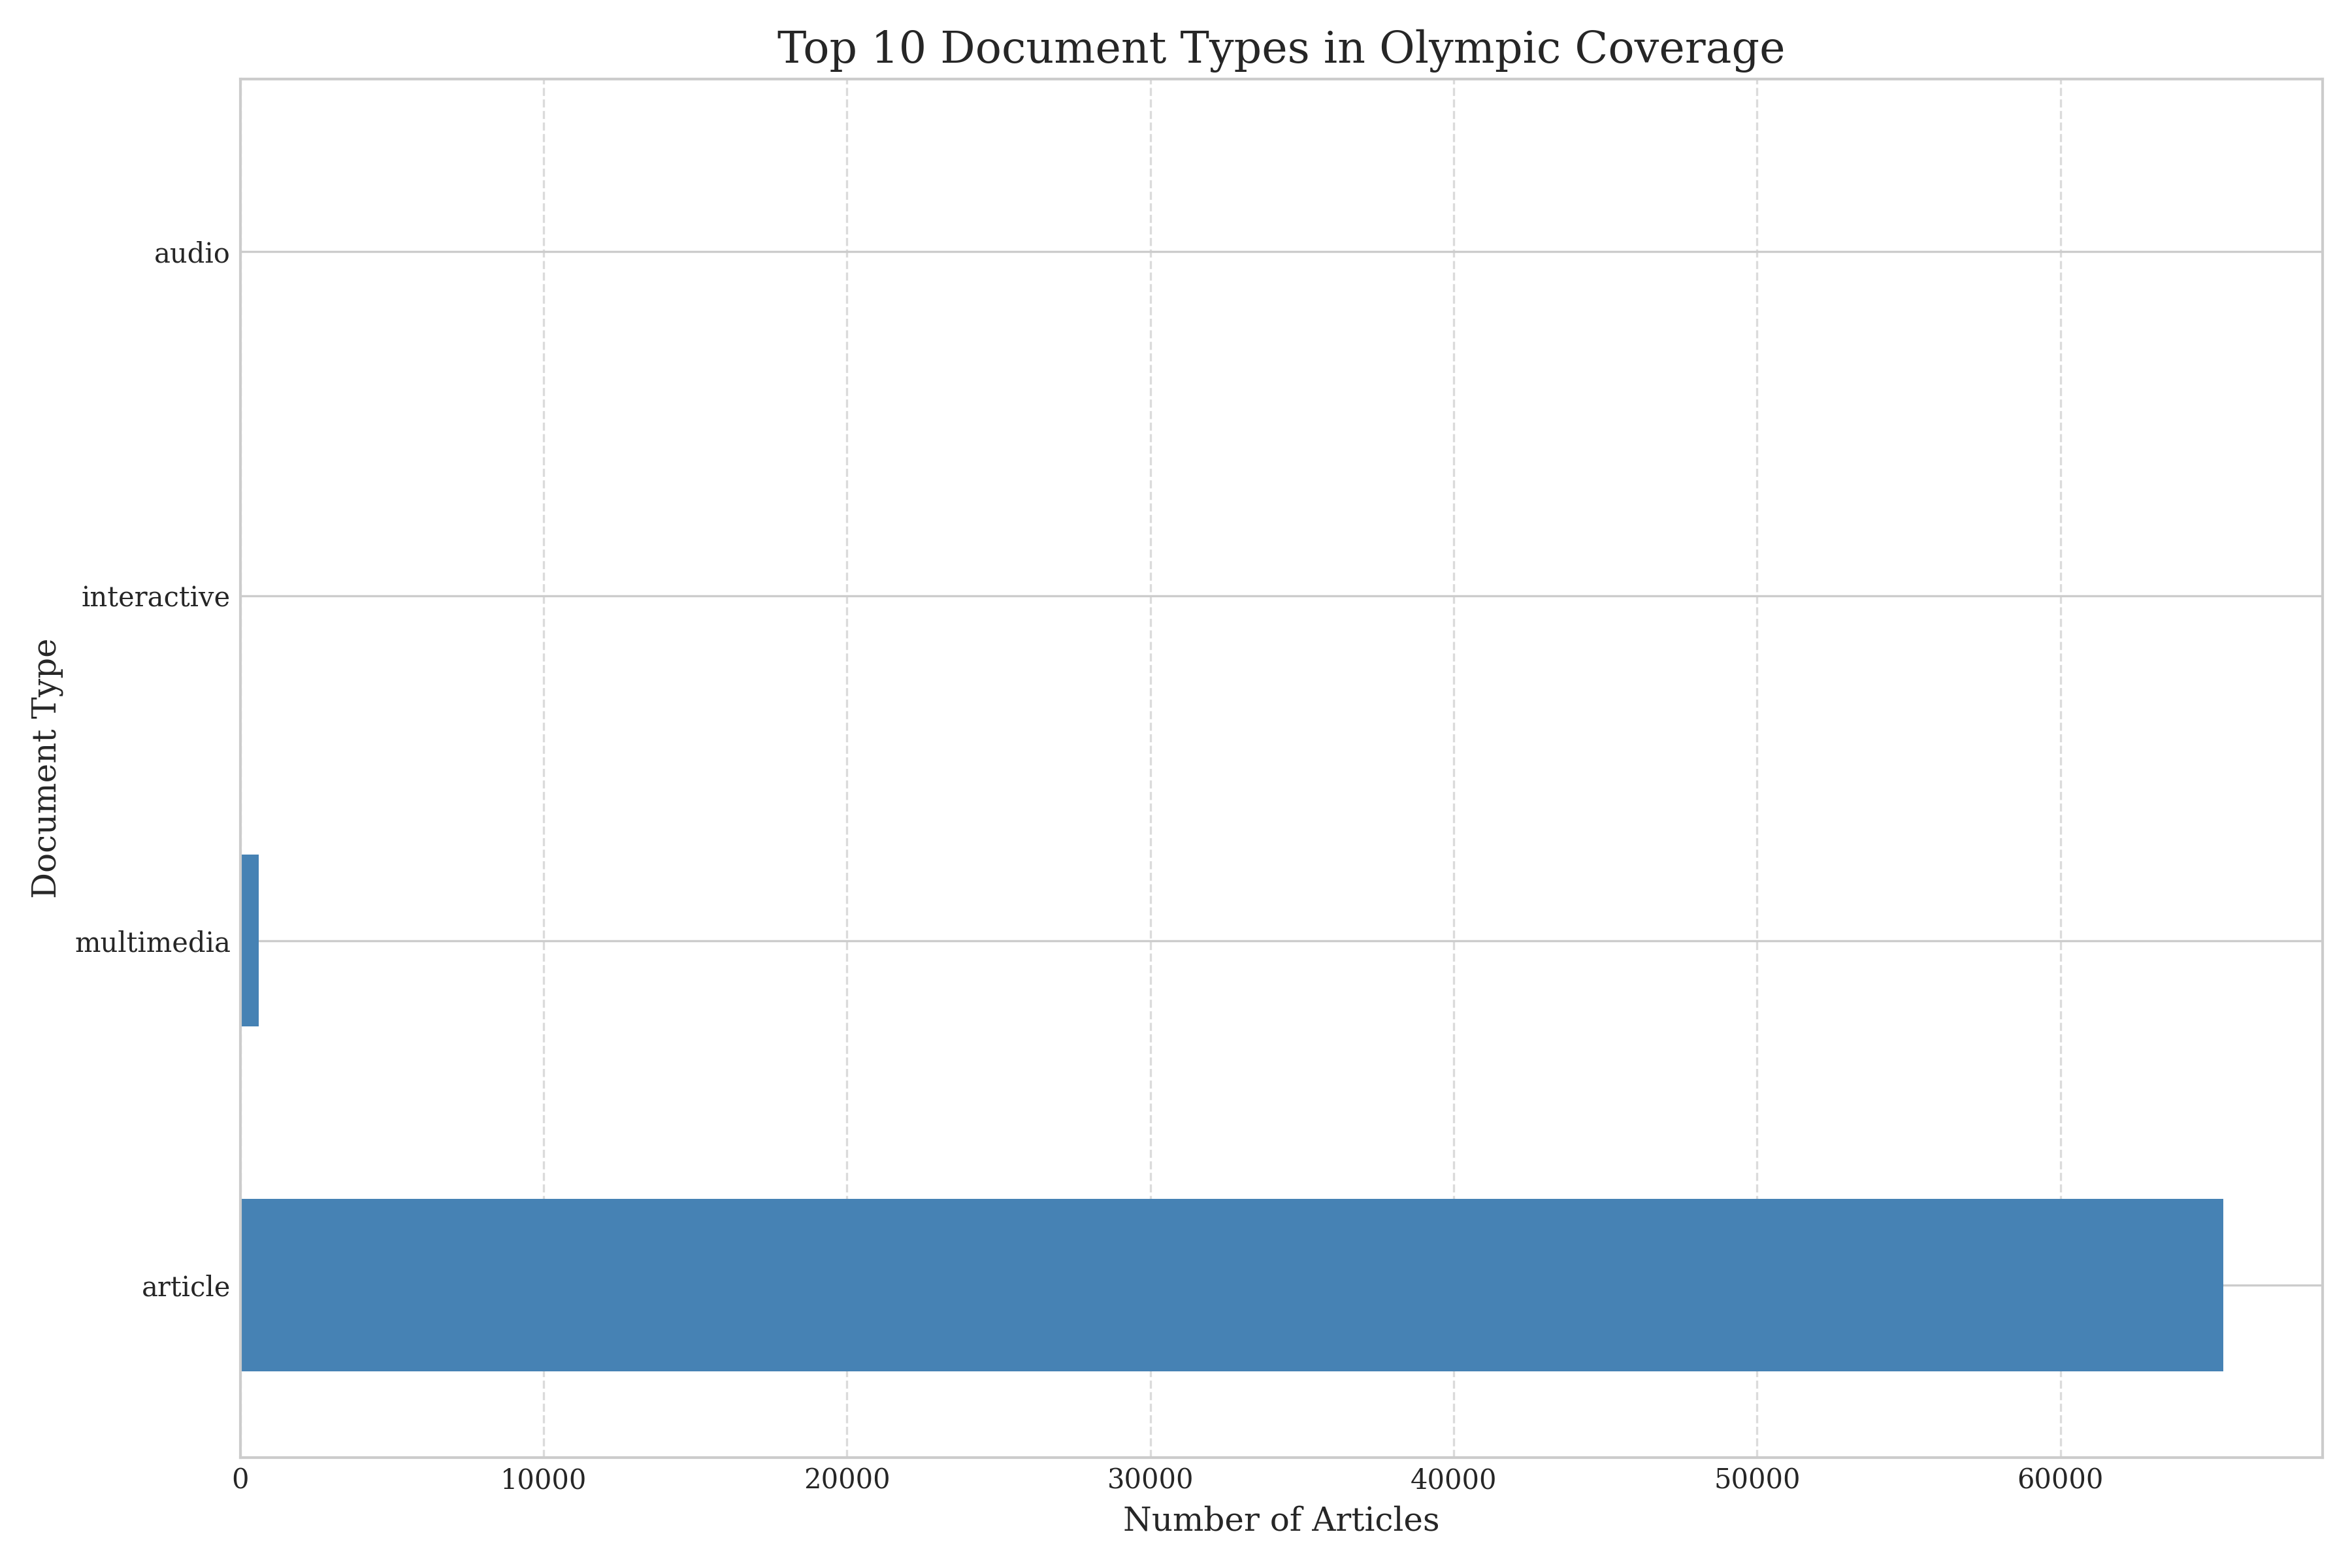 Top 10 Document Types in Olympic Coverage
audio
interactive
multimedia
article
Document Type
0 10000 20000 30000 40000 50000 60000
Number of Articles